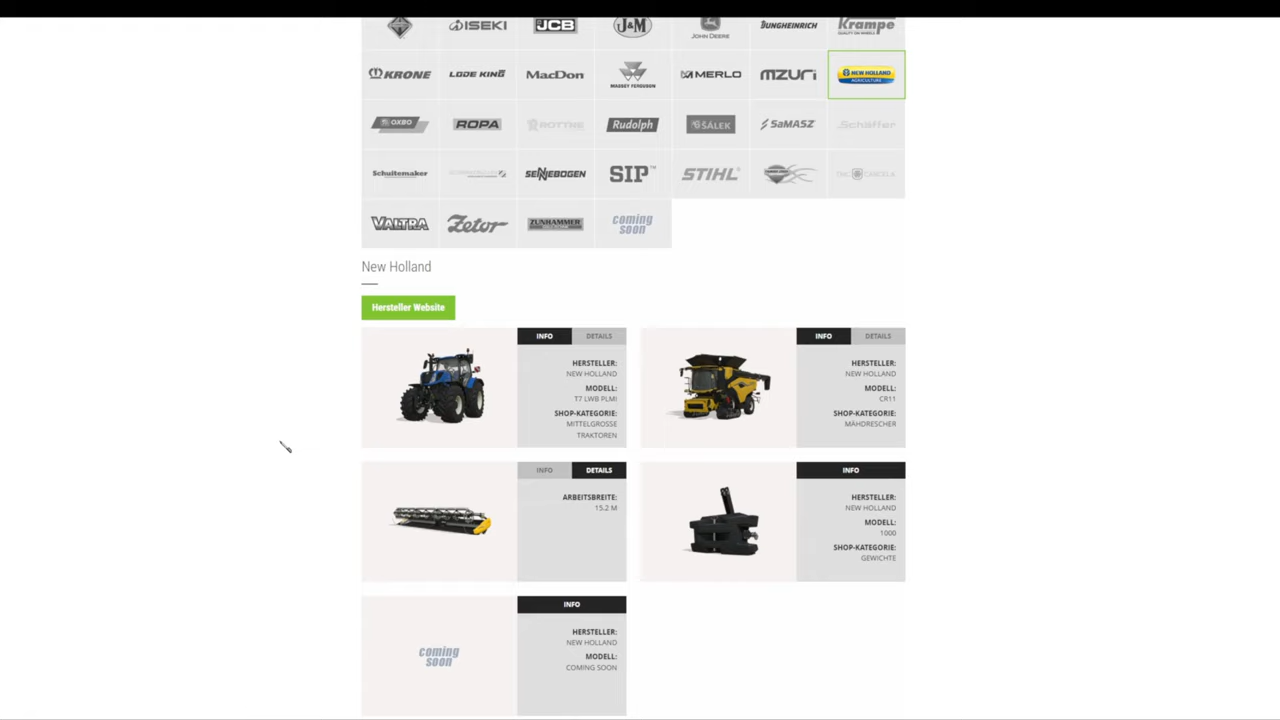 ISEKI
JCB
J&M
JOHN DEERE
JUNGHEINRICH
Krampe
KRONE
LODE KING
MacDon
MASSEY FERGUSON
MERLO
MZURI
NEW HOLLAND
AGRICULTURE
OXBO
ROPA
ROTTNE
Rudolph
SÁLEK
SaMASZ
Schäffer
Schuitemaker
SENNEBOGEN
SIP™
STIHL®
VALTRA
Zetor
ZUNHAMMER
coming
soon
New Holland
Hersteller Website
INFO
DETAILS
HERSTELLER:
NEW HOLLAND
MODELL:
T7 LWB PLMI
SHOP-KATEGORIE:
MITTELGROSSE
TRAKTOREN
INFO
DETAILS
HERSTELLER:
NEW HOLLAND
MODELL:
CR11
SHOP-KATEGORIE:
MÄHDRESCHER
INFO
DETAILS
ARBEITSBREITE:
15.2 M
INFO
HERSTELLER:
NEW HOLLAND
MODELL:
1000
SHOP-KATEGORIE:
GEWICHTE
coming
soon
INFO
HERSTELLER:
NEW HOLLAND
MODELL:
COMING SOON